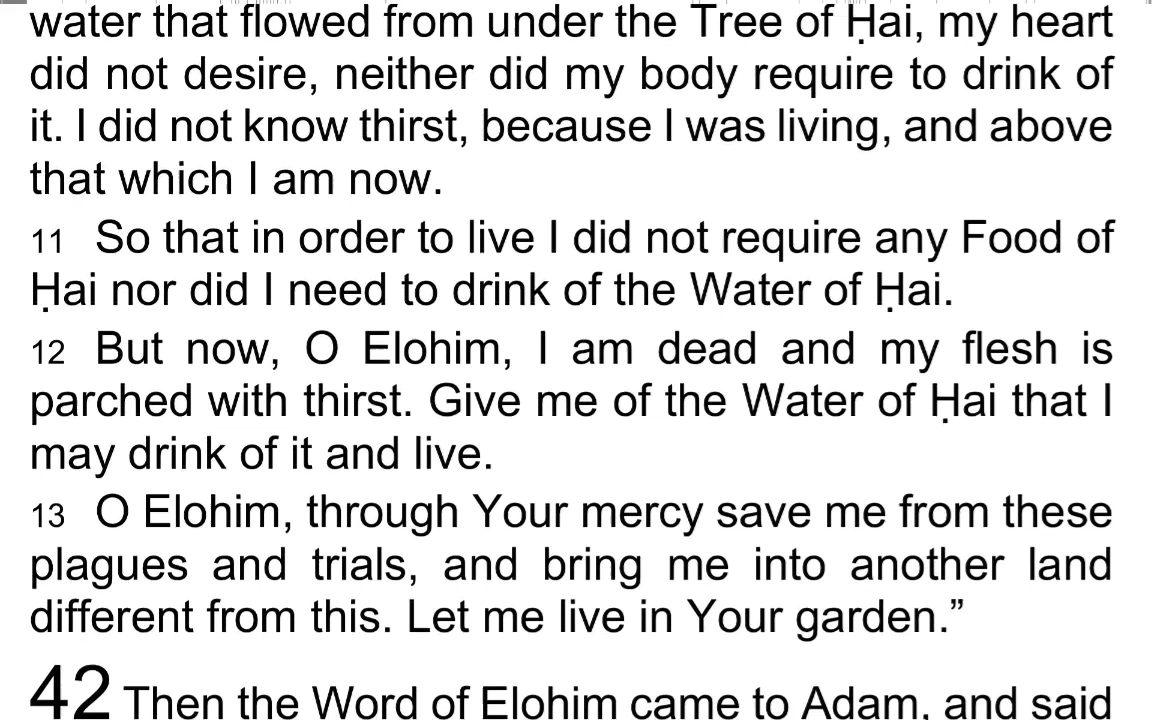 water that flowed from under the Tree of Ḥai, my heart
did not desire, neither did my body require to drink of
it. I did not know thirst, because I was living, and above
that which I am now.
11 So that in order to live I did not require any Food of
Ḥai nor did I need to drink of the Water of Ḥai.
12 But now, O Elohim, I am dead and my flesh is
parched with thirst. Give me of the Water of Ḥai that I
may drink of it and live.
13 O Elohim, through Your mercy save me from these
plagues and trials, and bring me into another land
different from this. Let me live in Your garden.”
42 Then the Word of Elohim came to Adam, and said